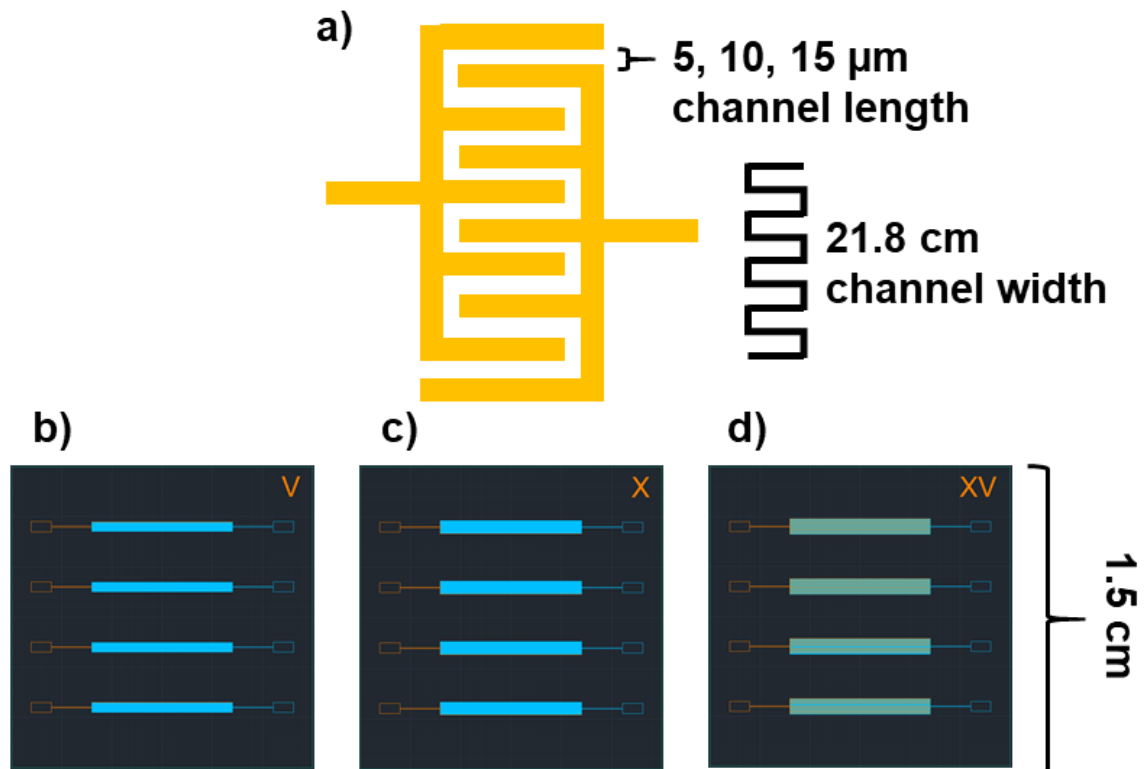 a)
5, 10, 15 µm
channel length
21.8 cm
channel width
b)
c)
d)
V
X
XV
1.5 cm